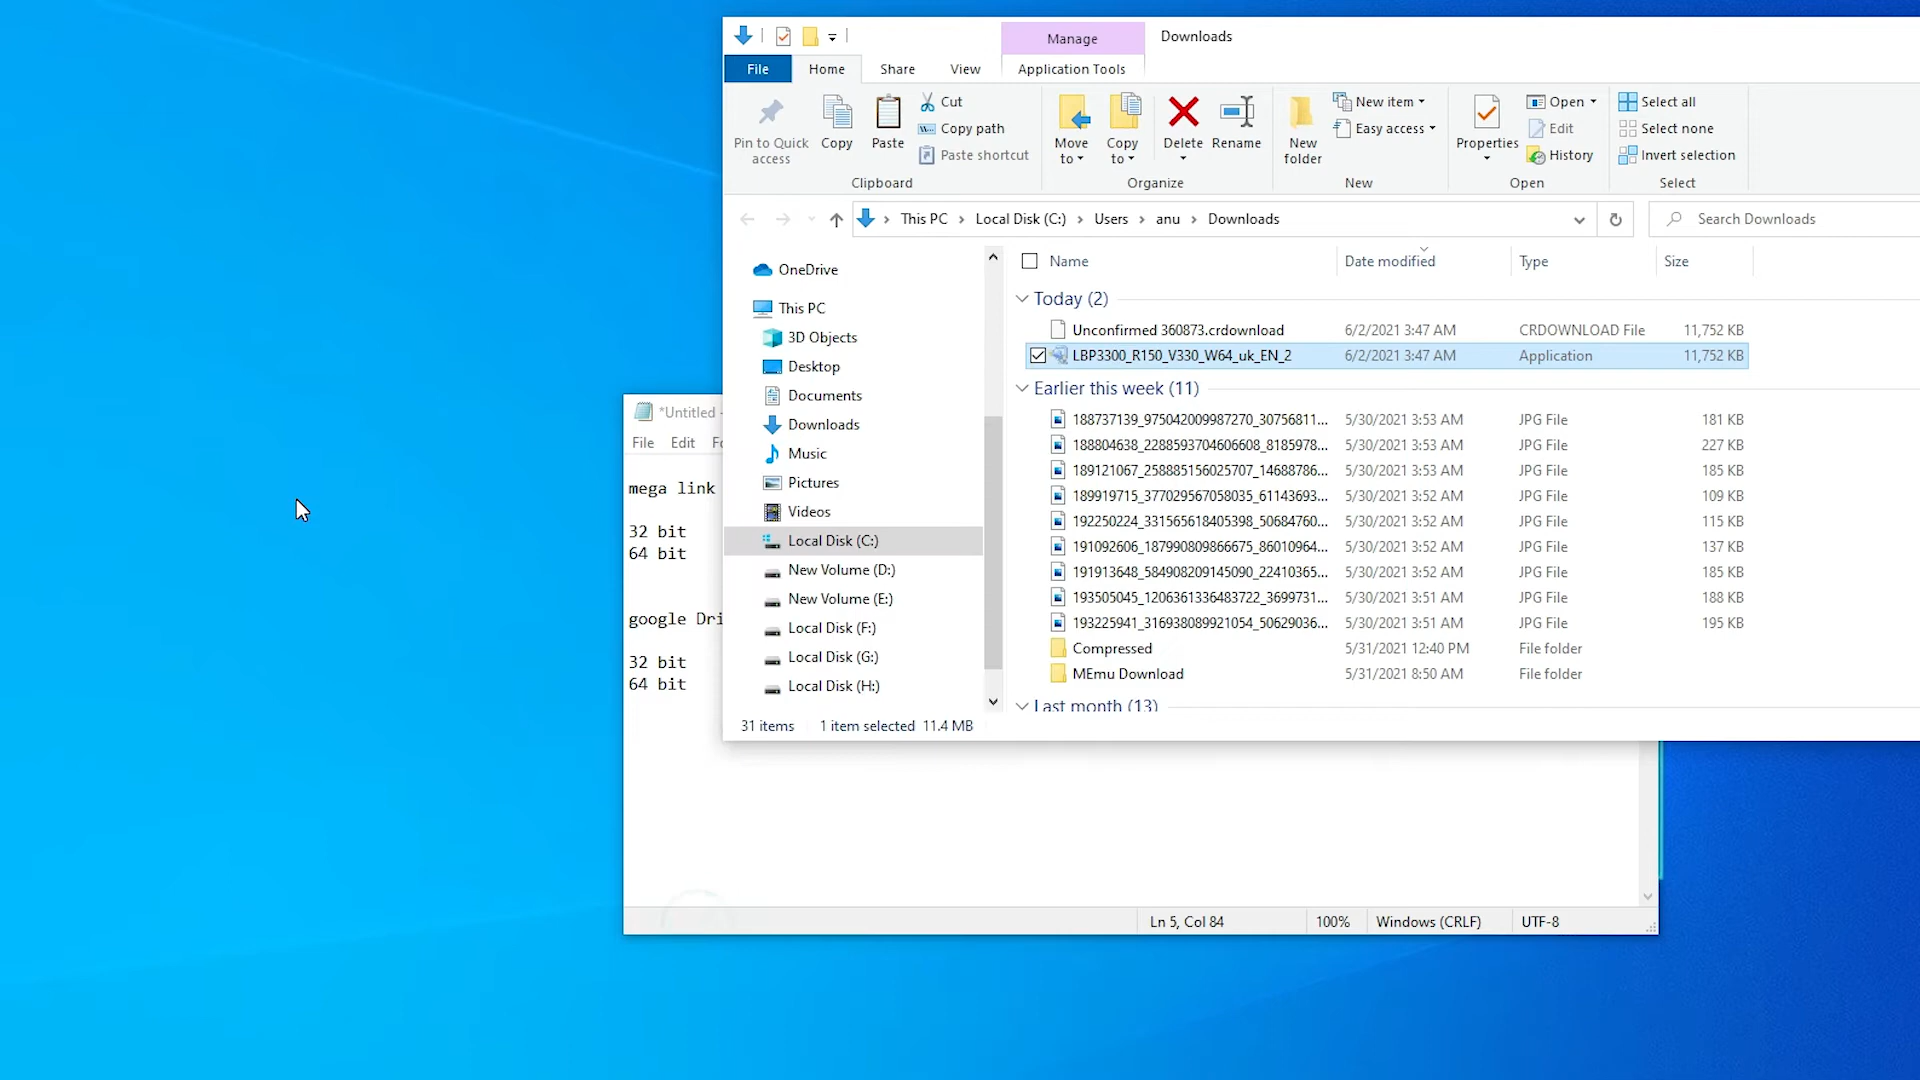 Manage
Downloads
File
Home
Share
View
Application Tools
Pin to Quick access
Copy
Paste
Cut
Copy path
Paste shortcut
Clipboard
Move to
Copy to
Delete
Rename
Organize
New folder
New item
Easy access
New
Properties
Open
Edit
History
Open
Select all
Select none
Invert selection
Select
This PC > Local Disk (C:) > Users > anu > Downloads
Search Downloads
OneDrive
This PC
3D Objects
Desktop
Documents
Downloads
Music
Pictures
Videos
Local Disk (C:)
New Volume (D:)
New Volume (E:)
Local Disk (F:)
Local Disk (G:)
Local Disk (H:)
Name Date modified Type Size
Today (2)
Unconfirmed 360873.crdownload 6/2/2021 3:47 AM CRDOWNLOAD File 11,752 KB
LBP3300_R150_V330_W64_uk_EN_2 6/2/2021 3:47 AM Application 11,752 KB
Earlier this week (11)
188737139_975042009987270_30756811... 5/30/2021 3:53 AM JPG File 181 KB
188804638_2288593704606608_8185978... 5/30/2021 3:53 AM JPG File 227 KB
189121067_258885156025707_14688786... 5/30/2021 3:53 AM JPG File 185 KB
189919715_377029567058035_61143693... 5/30/2021 3:52 AM JPG File 109 KB
192250224_331565618405398_50684760... 5/30/2021 3:52 AM JPG File 115 KB
191092606_187990809866675_86010964... 5/30/2021 3:52 AM JPG File 137 KB
191913648_584908209145090_22410365... 5/30/2021 3:52 AM JPG File 185 KB
193505045_1206361336483722_3699731... 5/30/2021 3:51 AM JPG File 188 KB
193225941_316938089921054_50629036... 5/30/2021 3:51 AM JPG File 195 KB
Compressed 5/31/2021 12:40 PM File folder
MEmu Download 5/31/2021 8:50 AM File folder
Last month (13)
31 items 1 item selected 11.4 MB
*Untitled -
File Edit Fo
mega link
32 bit
64 bit
google Dri
32 bit
64 bit
Ln 5, Col 84 100% Windows (CRLF) UTF-8